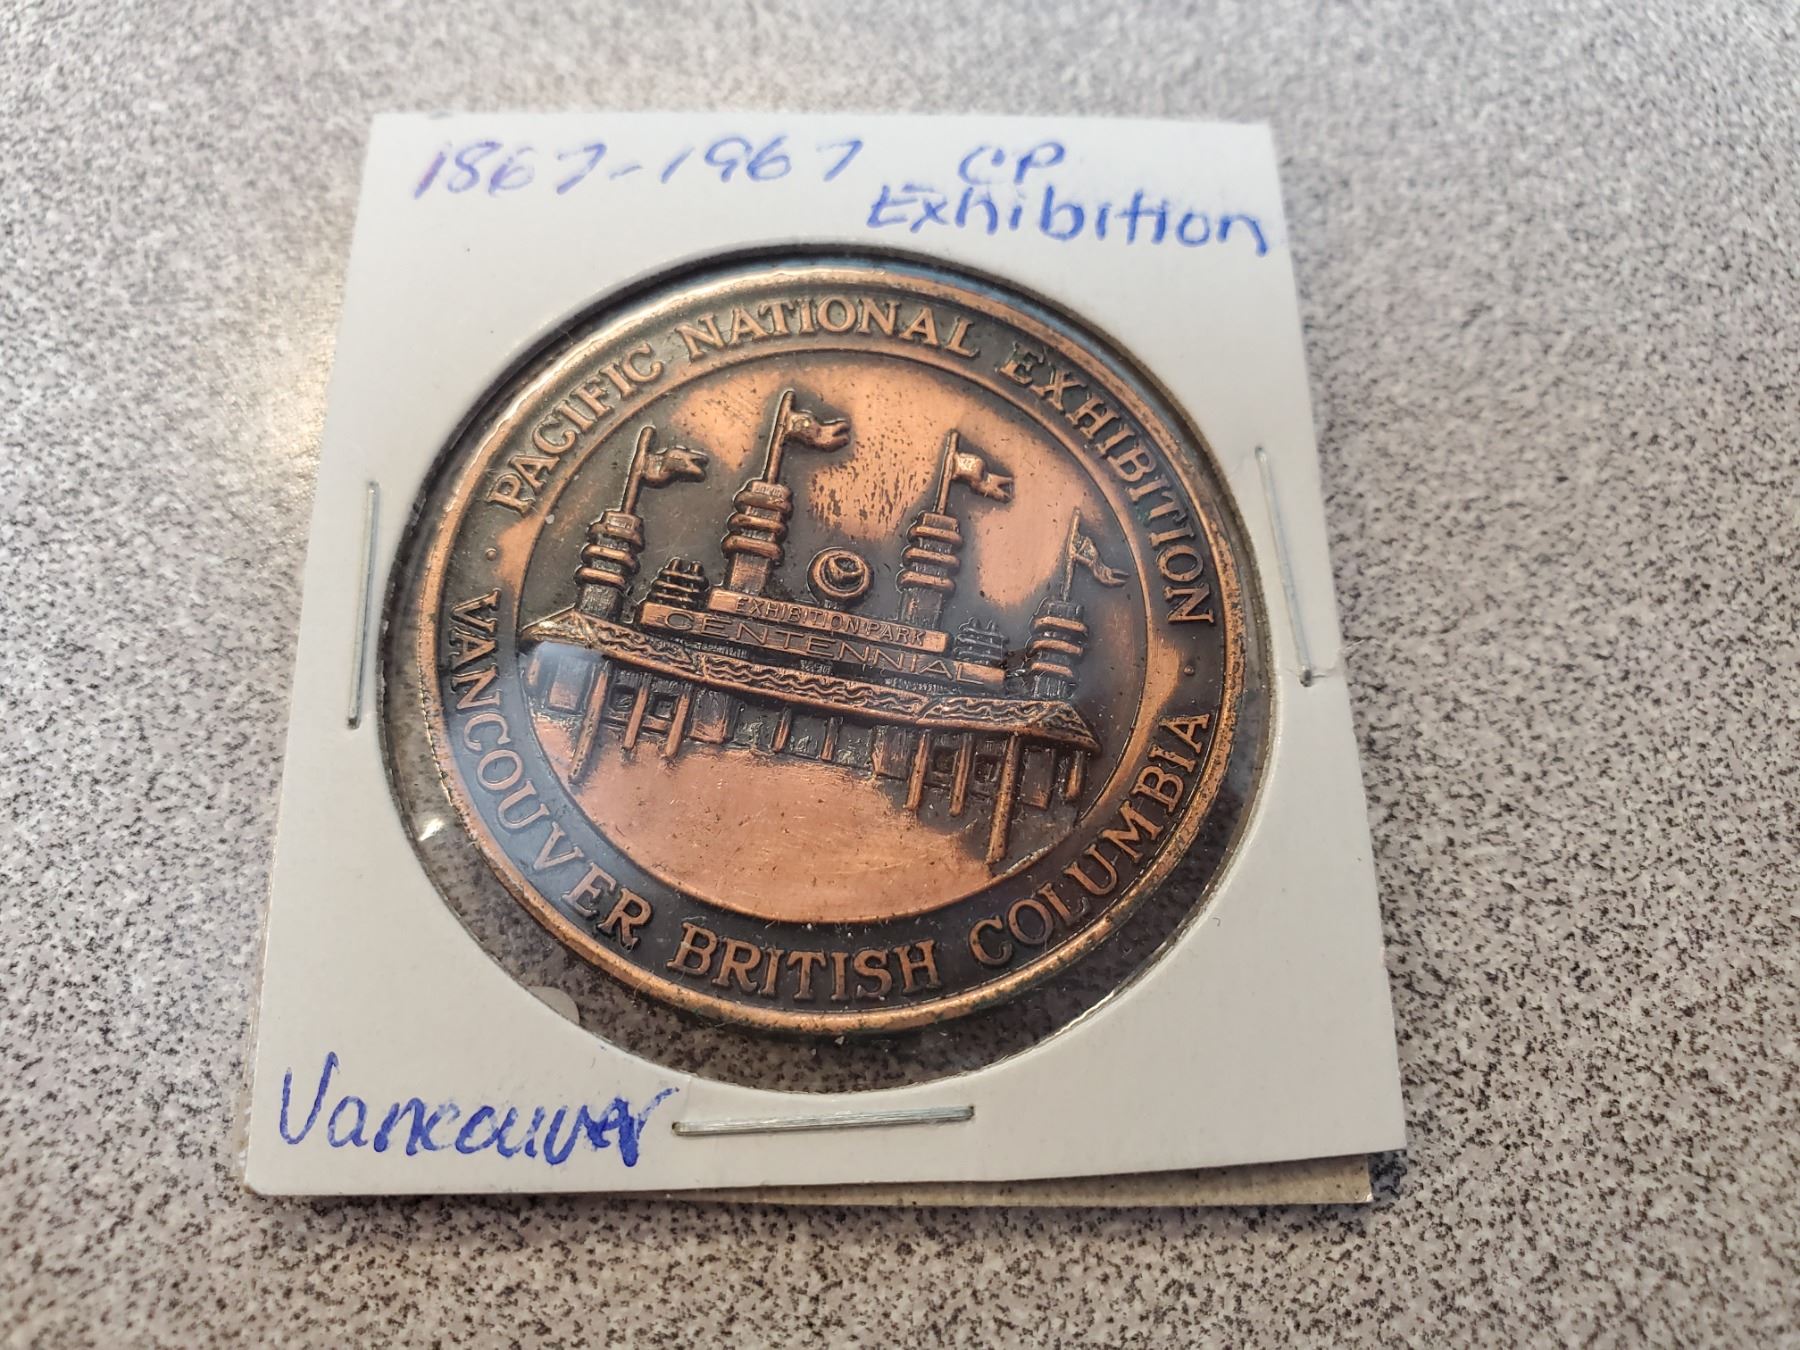 1867-1967 CP
Exhibition
· PACIFIC NATIONAL EXHIBITION ·
EXHIBITION PARK
CENTENNIAL
VANCOUVER BRITISH COLUMBIA
Vancouver